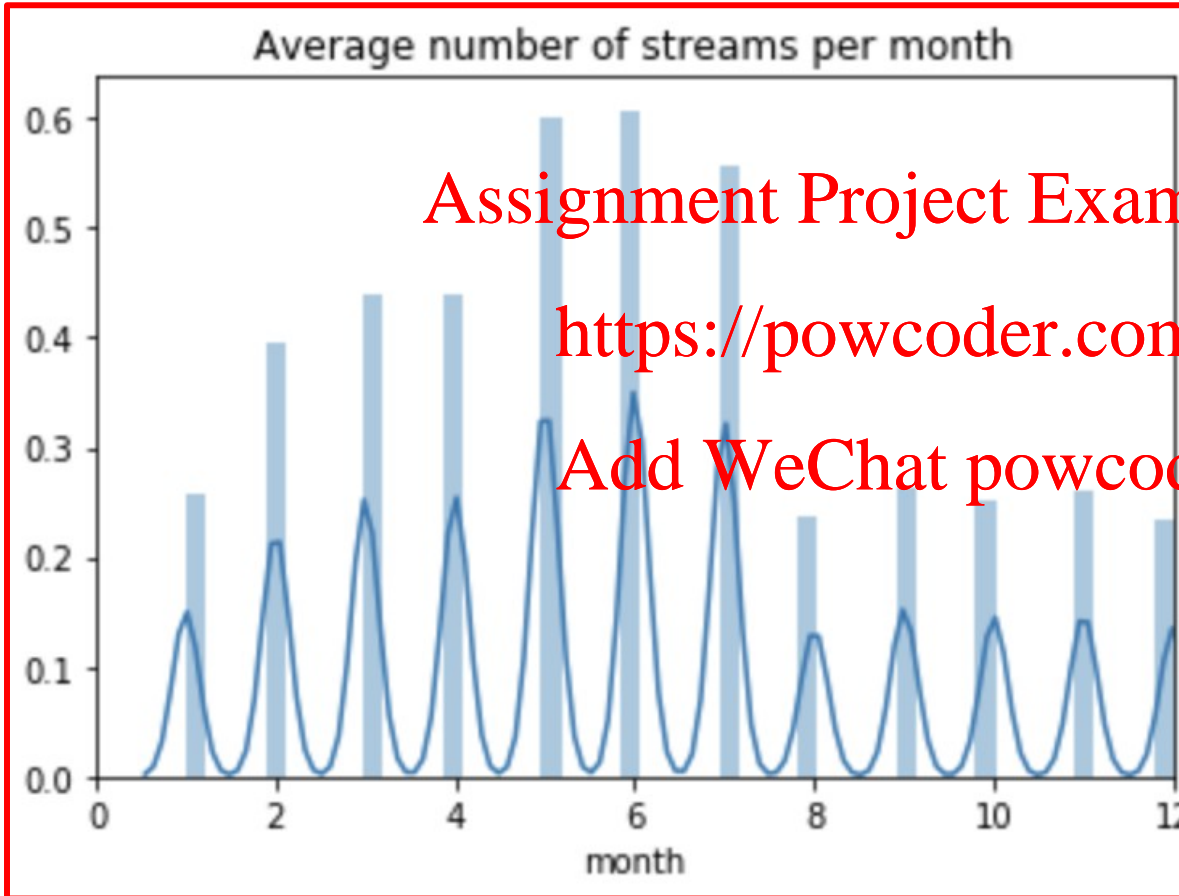 Average number of streams per month
0.6
Assignment Project Exam
0.5
0.4
https://powcoder.com
0.3
Add WeChat powcod
0.2
0.1
0.0
0 2 4 6 8 10 12
month